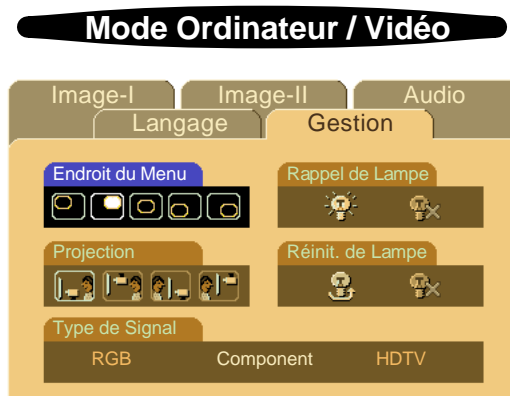 Mode Ordinateur / Vidéo
Image-I Image-II Audio
Langage Gestion
Endroit du Menu Rappel de Lampe
Projection Réinit. de Lampe
Type de Signal
RGB Component HDTV